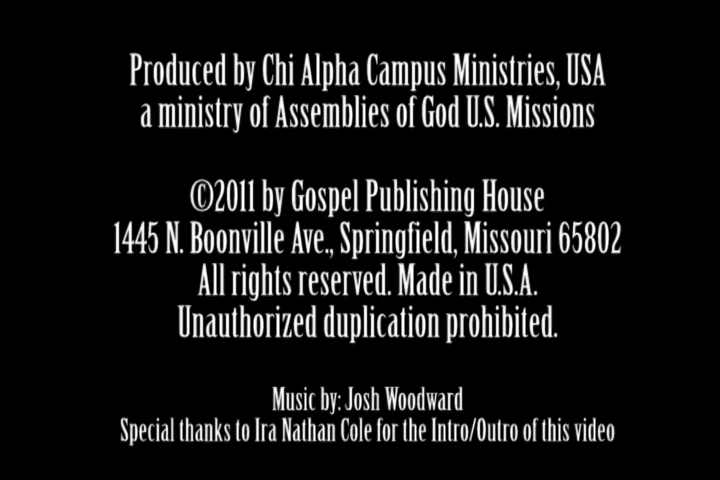 Produced by Chi Alpha Campus Ministries, USA
a ministry of Assemblies of God U.S. Missions
©2011 by Gospel Publishing House
1445 N. Boonville Ave., Springfield, Missouri 65802
All rights reserved. Made in U.S.A.
Unauthorized duplication prohibited.
Music by: Josh Woodward
Special thanks to Ira Nathan Cole for the Intro/Outro of this video